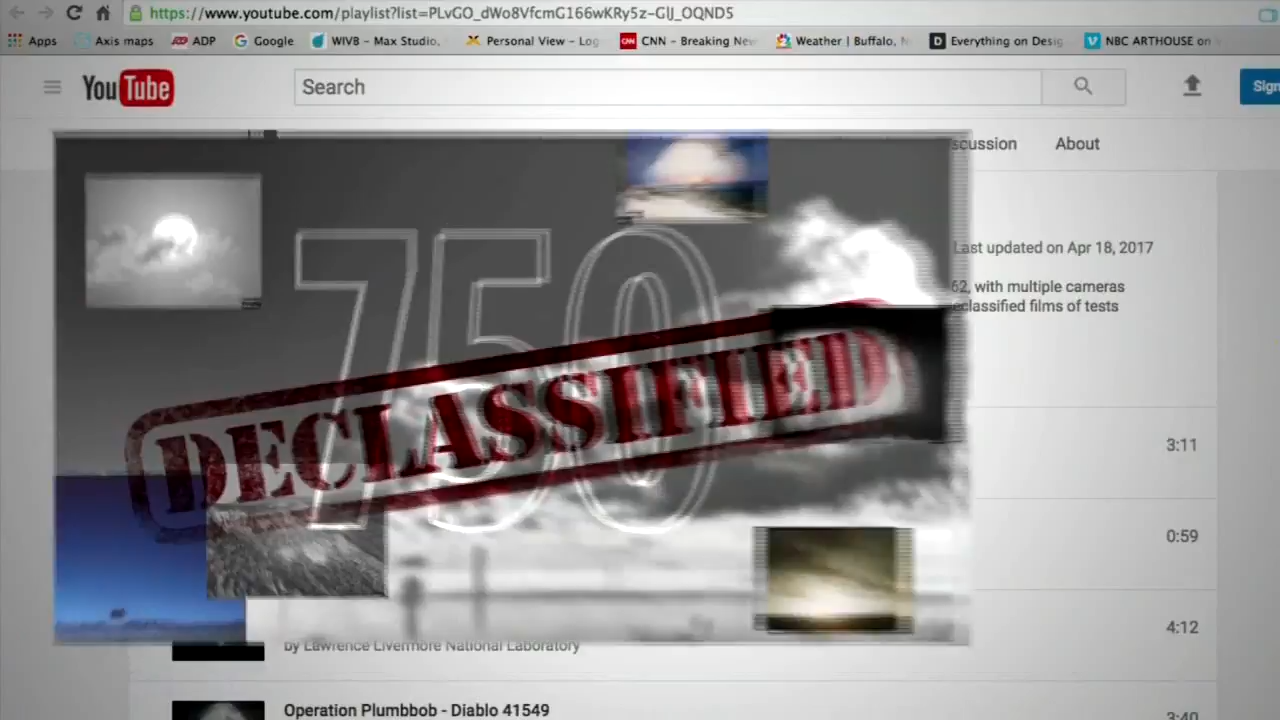 https://www.youtube.com/playlist?list=PLvGO_dWo8VfcmG166wKRy5z-GlJ_OQND5
Apps Axis maps ADP Google WIVB - Max Studio, Personal View - Log CNN - Breaking New Weather | Buffalo, N Everything on Desig NBC ARTHOUSE on
YouTube Search Sign
scussion About
Last updated on Apr 18, 2017
62, with multiple cameras
eclassified films of tests
750
DECLASSIFIED
3:11
0:59
4:12
by Lawrence Livermore National Laboratory
Operation Plumbbob - Diablo 41549
3:40